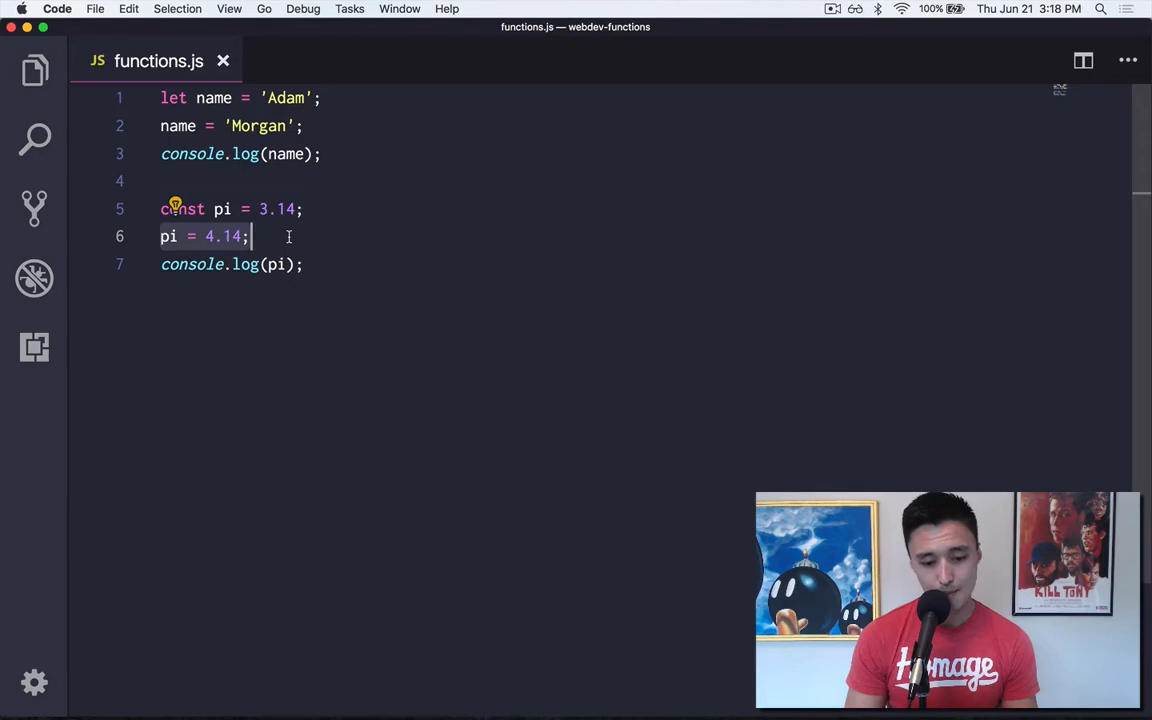 Code File Edit Selection View Go Debug Tasks Window Help 100% Thu Jun 21 3:18 PM
functions.js — webdev-functions
JS functions.js
1 let name = 'Adam';
2 name = 'Morgan';
3 console.log(name);
4
5 const pi = 3.14;
6 pi = 4.14;
7 console.log(pi);
KILL TONY
Homage